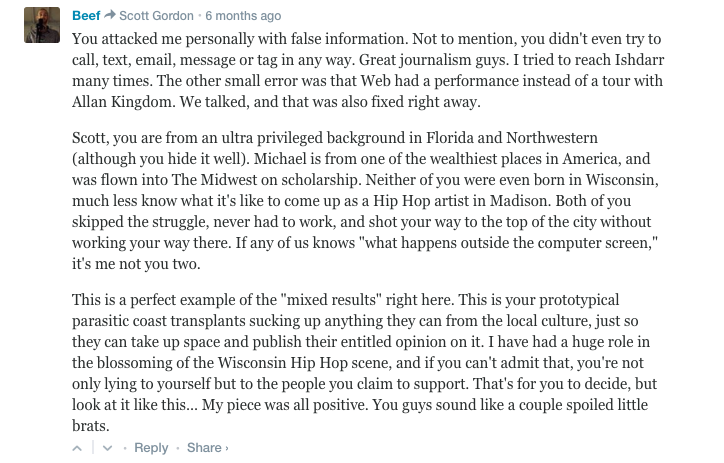 Beef Scott Gordon · 6 months ago
You attacked me personally with false information. Not to mention, you didn't even try to
call, text, email, message or tag in any way. Great journalism guys. I tried to reach Ishdarr
many times. The other small error was that Web had a performance instead of a tour with
Allan Kingdom. We talked, and that was also fixed right away.
Scott, you are from an ultra privileged background in Florida and Northwestern
(although you hide it well). Michael is from one of the wealthiest places in America, and
was flown into The Midwest on scholarship. Neither of you were even born in Wisconsin,
much less know what it's like to come up as a Hip Hop artist in Madison. Both of you
skipped the struggle, never had to work, and shot your way to the top of the city without
working your way there. If any of us knows "what happens outside the computer screen,"
it's me not you two.
This is a perfect example of the "mixed results" right here. This is your prototypical
parasitic coast transplants sucking up anything they can from the local culture, just so
they can take up space and publish their entitled opinion on it. I have had a huge role in
the blossoming of the Wisconsin Hip Hop scene, and if you can't admit that, you're not
only lying to yourself but to the people you claim to support. That's for you to decide, but
look at it like this... My piece was all positive. You guys sound like a couple spoiled little
brats.
Reply · Share ›